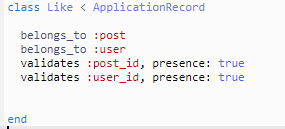 class Like < ApplicationRecord
belongs_to :post
belongs_to :user
validates :post_id, presence: true
validates :user_id, presence: true
end